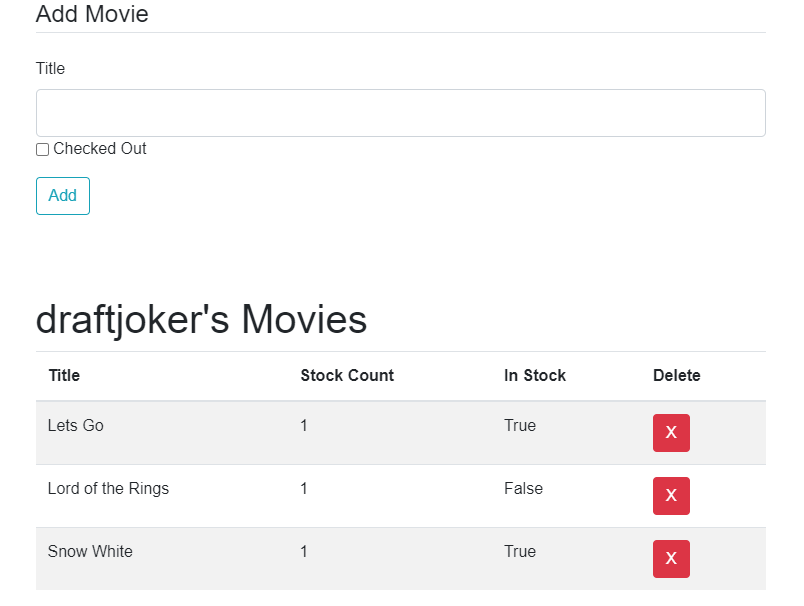 Add Movie
Title
Checked Out
Add
draftjoker's Movies
Title Stock Count In Stock Delete
Lets Go 1 True X
Lord of the Rings 1 False X
Snow White 1 True X